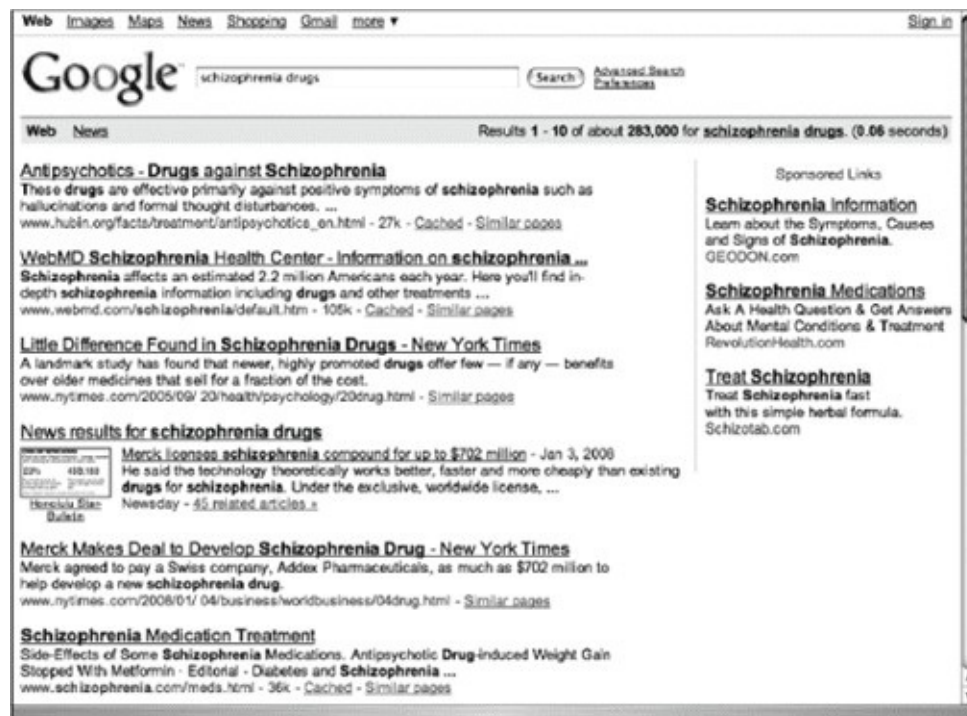 Web Images Maps News Shopping Gmail more ▼
Sign in
Google™
schizophrenia drugs
Search
Advanced Search
Preferences
Web News
Results 1 - 10 of about 283,000 for schizophrenia drugs. (0.06 seconds)
Antipsychotics - Drugs against Schizophrenia
These drugs are effective primarily against positive symptoms of schizophrenia such as
hallucinations and formal thought disturbances. ...
www.hubin.org/facts/treatment/antipsychotics_en.html - 27k - Cached - Similar pages
WebMD Schizophrenia Health Center - Information on schizophrenia ...
Schizophrenia affects an estimated 2.2 million Americans each year. Here you'll find in-
depth schizophrenia information including drugs and other treatments ...
www.webmd.com/schizophrenia/default.htm - 105k - Cached - Similar pages
Little Difference Found in Schizophrenia Drugs - New York Times
A landmark study has found that newer, highly promoted drugs offer few — if any — benefits
over older medicines that sell for a fraction of the cost.
www.nytimes.com/2005/09/ 20/health/psychology/20drug.html - Similar pages
News results for schizophrenia drugs
Merck licenses schizophrenia compound for up to $702 million - Jan 3, 2008
He said the technology theoretically works better, faster and more cheaply than existing
drugs for schizophrenia. Under the exclusive, worldwide license, ...
Newsday - 45 related articles »
Honolulu Star-
Bulletin
Merck Makes Deal to Develop Schizophrenia Drug - New York Times
Merck agreed to pay a Swiss company, Addex Pharmaceuticals, as much as $702 million to
help develop a new schizophrenia drug.
www.nytimes.com/2008/01/ 04/business/worldbusiness/04drug.html - Similar pages
Schizophrenia Medication Treatment
Side-Effects of Some Schizophrenia Medications. Antipsychotic Drug-induced Weight Gain
Stopped With Metformin · Editorial - Diabetes and Schizophrenia ...
www.schizophrenia.com/meds.html - 36k - Cached - Similar pages
Sponsored Links
Schizophrenia Information
Learn about the Symptoms, Causes
and Signs of Schizophrenia.
GEODON.com
Schizophrenia Medications
Ask A Health Question & Get Answers
About Mental Conditions & Treatment
RevolutionHealth.com
Treat Schizophrenia
Treat Schizophrenia fast
with this simple herbal formula.
Schizotab.com